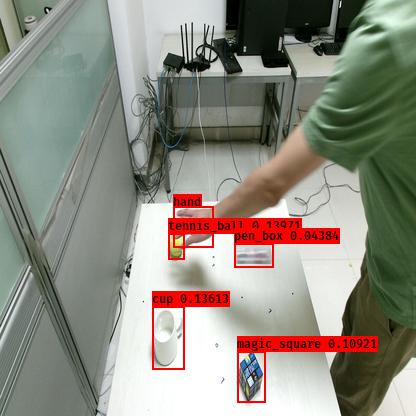 hand
tennis_ball 0.13971
pen_box 0.04384
cup 0.13613
magic_square 0.10921